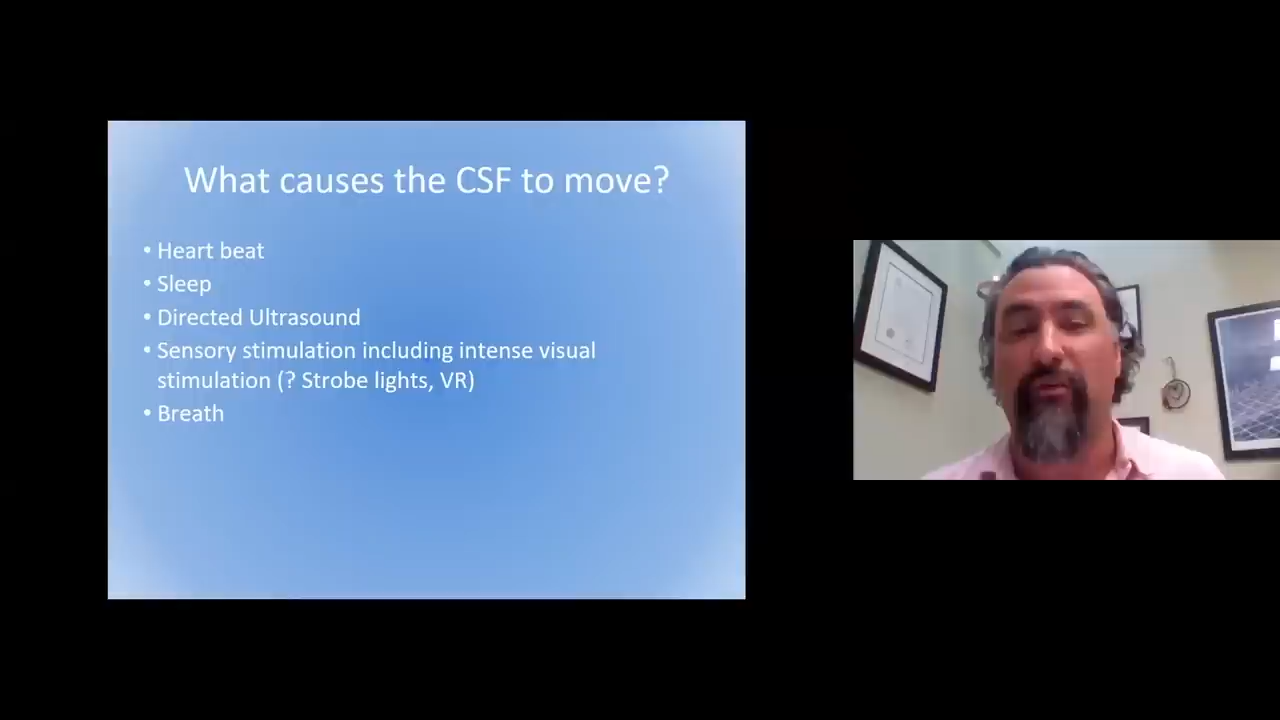 What causes the CSF to move?
• Heart beat
• Sleep
• Directed Ultrasound
• Sensory stimulation including intense visual
stimulation (? Strobe lights, VR)
• Breath